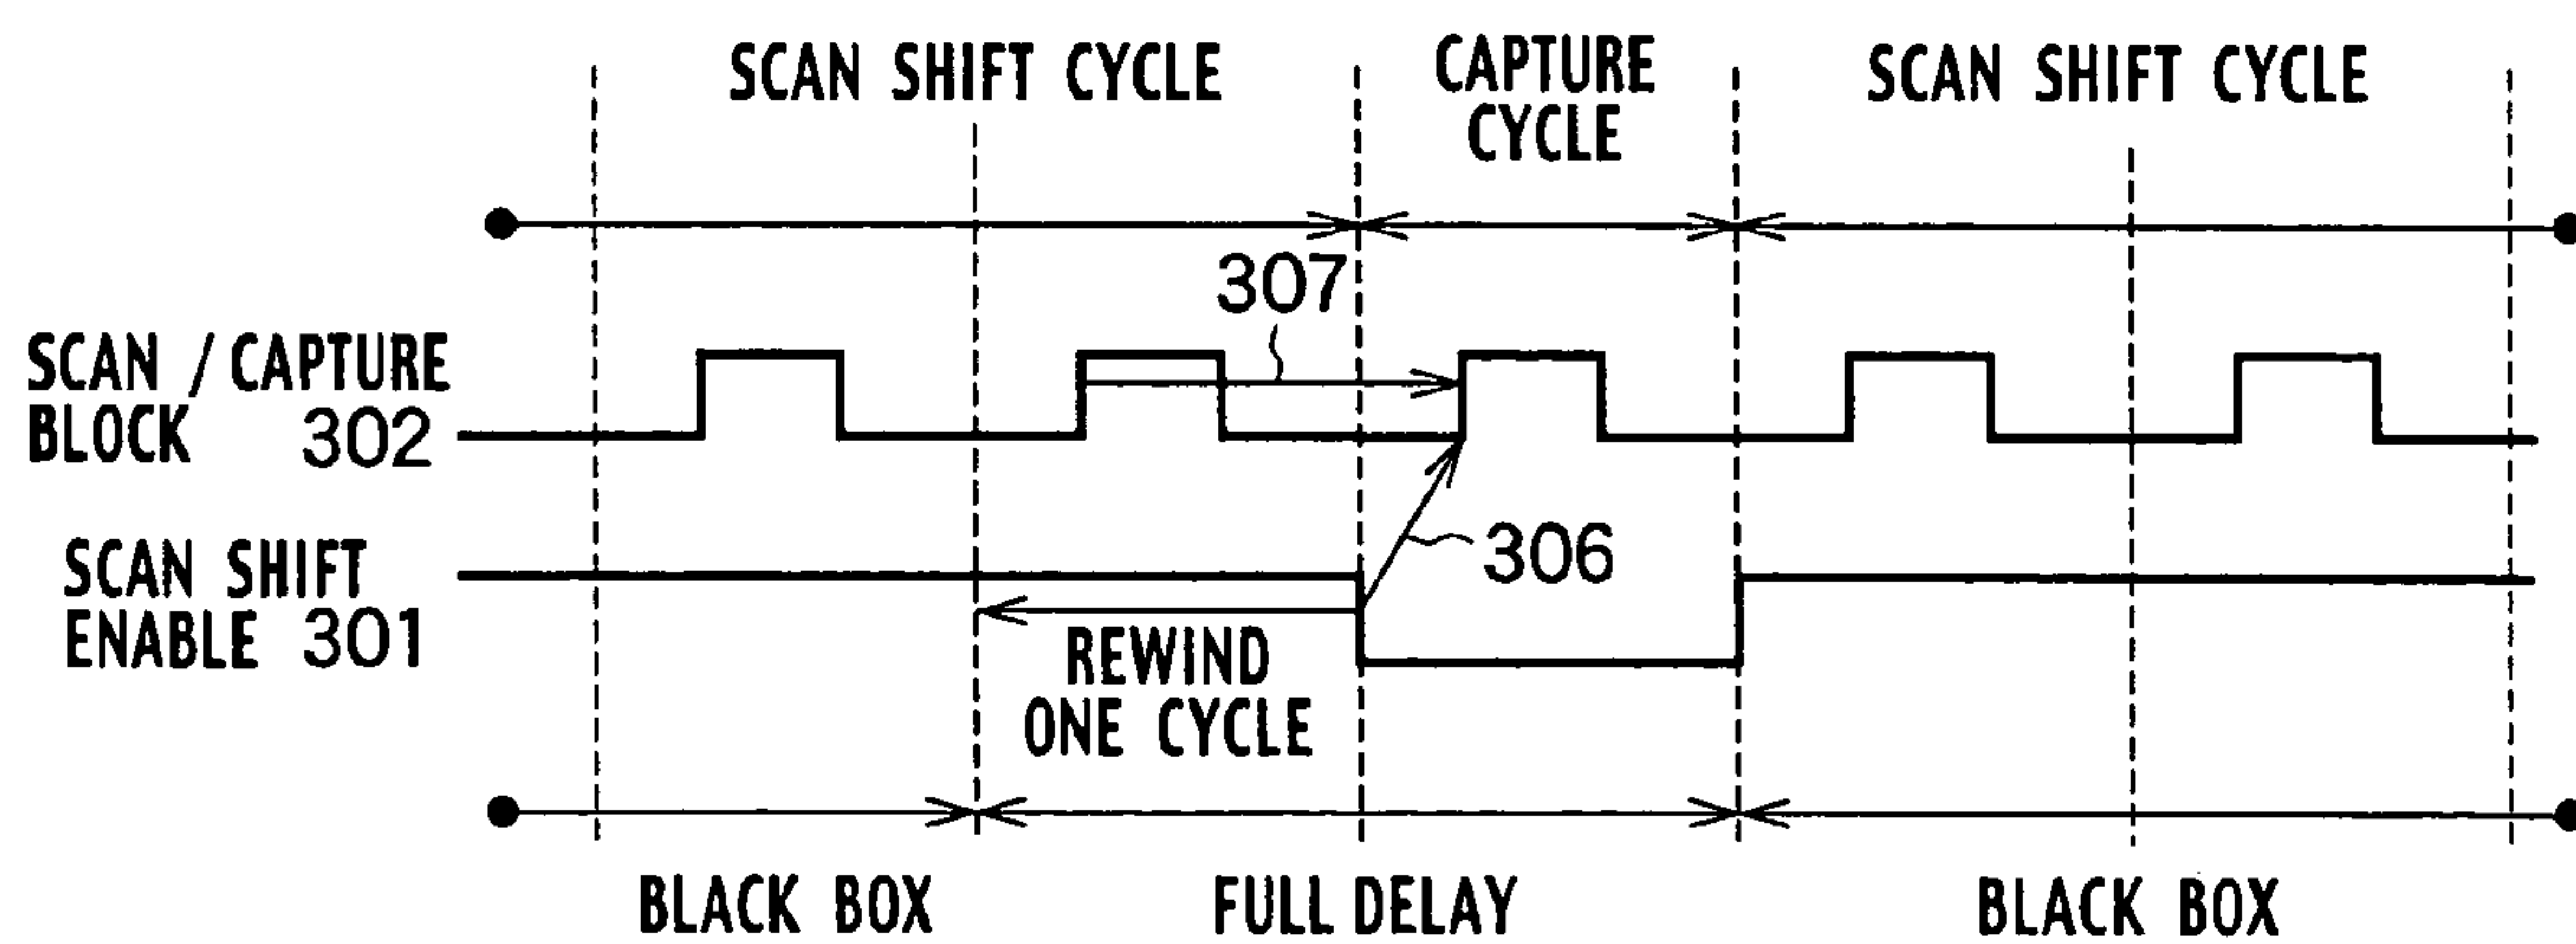 SCAN SHIFT CYCLE
CAPTURE
CYCLE
SCAN SHIFT CYCLE
307
SCAN / CAPTURE
BLOCK 302
306
SCAN SHIFT
ENABLE 301
REWIND
ONE CYCLE
BLACK BOX
FULL DELAY
BLACK BOX